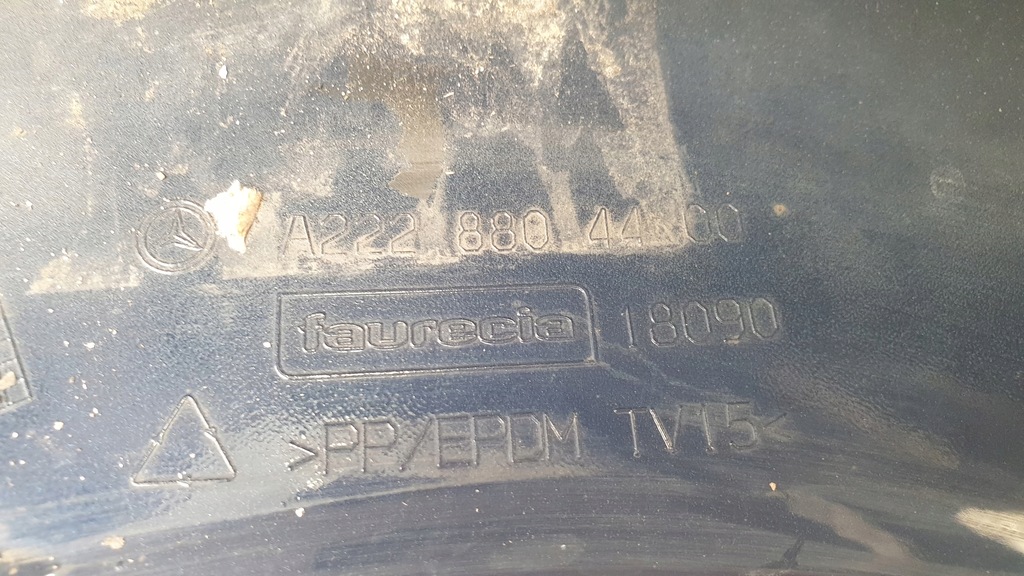 A222 880 44 00
faurecia 18090
>PP/EPDM TV15<